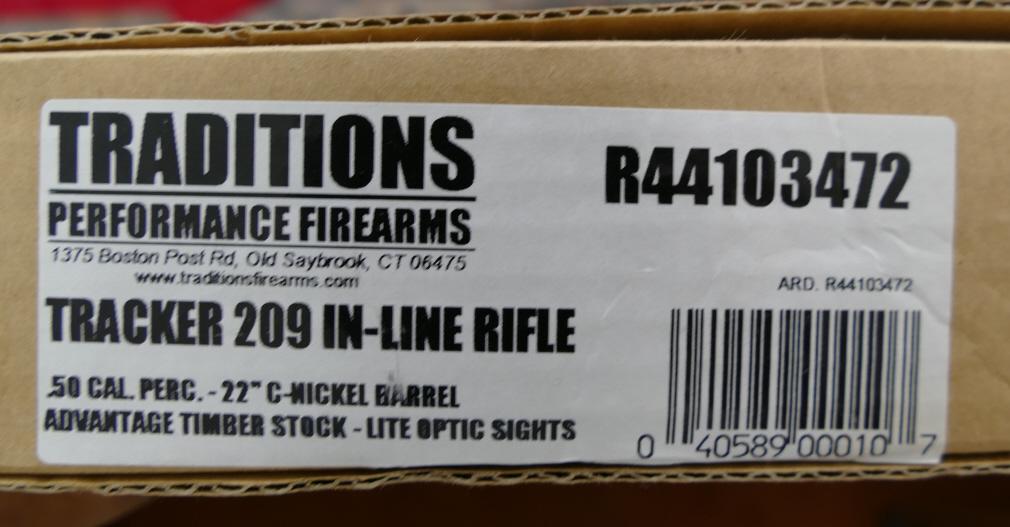 TRADITIONS
PERFORMANCE FIREARMS
1375 Boston Post Rd, Old Saybrook, CT 06475
www.traditionsfirearms.com
R44103472
ARD. R44103472
TRACKER 209 IN-LINE RIFLE
.50 CAL. PERC. - 22" C-NICKEL BARREL
ADVANTAGE TIMBER STOCK - LITE OPTIC SIGHTS
0 40589 00010 7